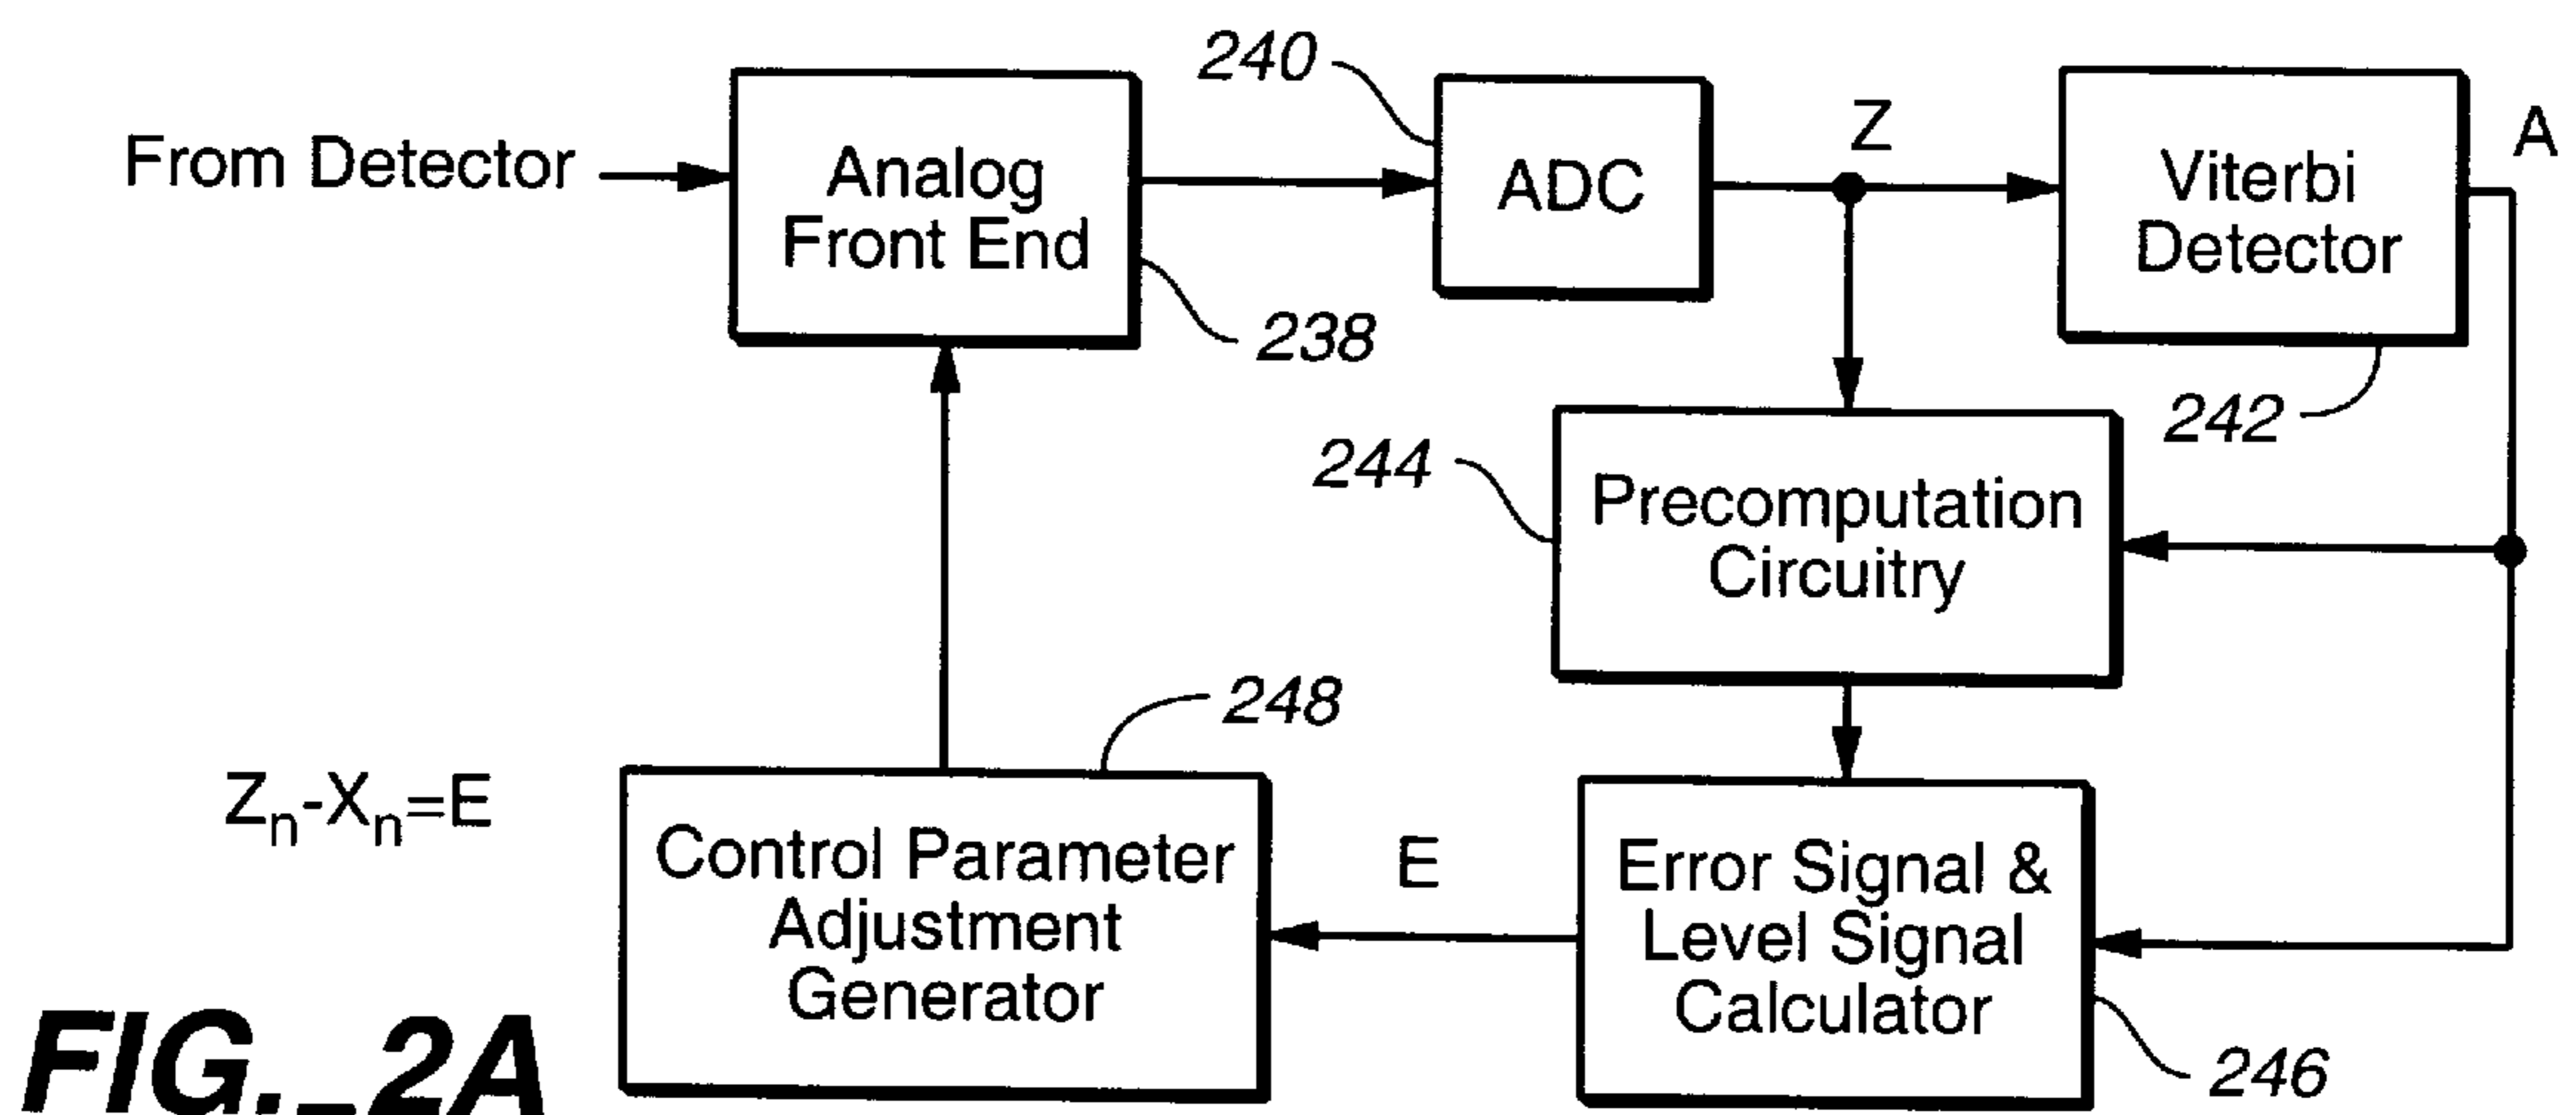 From Detector
Analog
Front End
238
240
ADC
Z
Viterbi
Detector
A
242
244
Precomputation
Circuitry
248
Zn-Xn=E
Control Parameter
Adjustment
Generator
E
Error Signal &
Level Signal
Calculator
246
FIG._2A